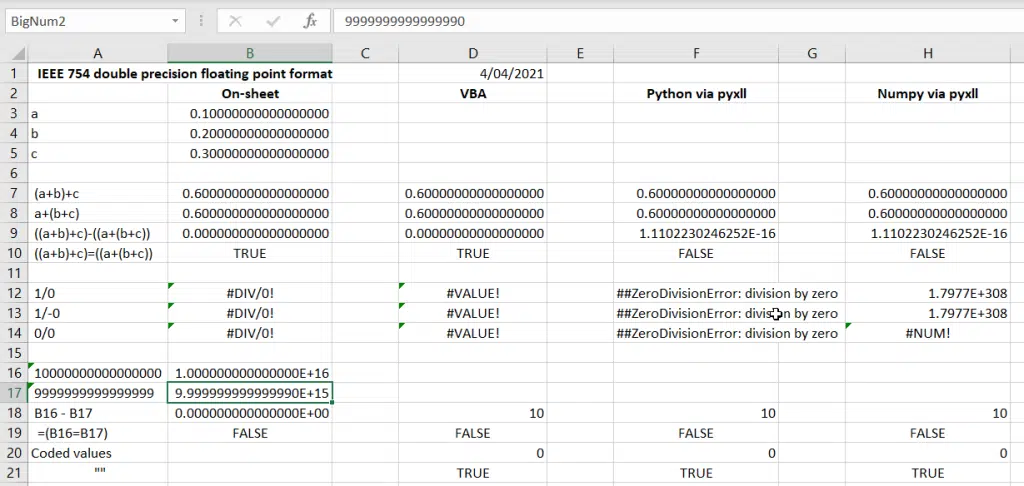 BigNum2 fx 9999999999999990
A B C D E F G H
1 IEEE 754 double precision floating point format 4/04/2021
2 On-sheet VBA Python via pyxll Numpy via pyxll
3 a 0.10000000000000000
4 b 0.20000000000000000
5 c 0.30000000000000000
6
7 (a+b)+c 0.600000000000000000 0.60000000000000000 0.60000000000000000 0.60000000000000000
8 a+(b+c) 0.600000000000000000 0.60000000000000000 0.60000000000000000 0.60000000000000000
9 ((a+b)+c)-((a+(b+c)) 0.000000000000000000 0.00000000000000000 1.1102230246252E-16 1.1102230246252E-16
10 ((a+b)+c)=((a+(b+c)) TRUE TRUE FALSE FALSE
11
12 1/0 #DIV/0! #VALUE! ##ZeroDivisionError: division by zero 1.7977E+308
13 1/-0 #DIV/0! #VALUE! ##ZeroDivisionError: division by zero 1.7977E+308
14 0/0 #DIV/0! #VALUE! ##ZeroDivisionError: division by zero #NUM!
15
16 10000000000000000 1.000000000000000E+16
17 9999999999999999 9.999999999999990E+15
18 B16 - B17 0.000000000000000E+00 10 10 10
19 =(B16=B17) FALSE FALSE FALSE FALSE
20 Coded values 0 0 0
21 "" TRUE TRUE TRUE